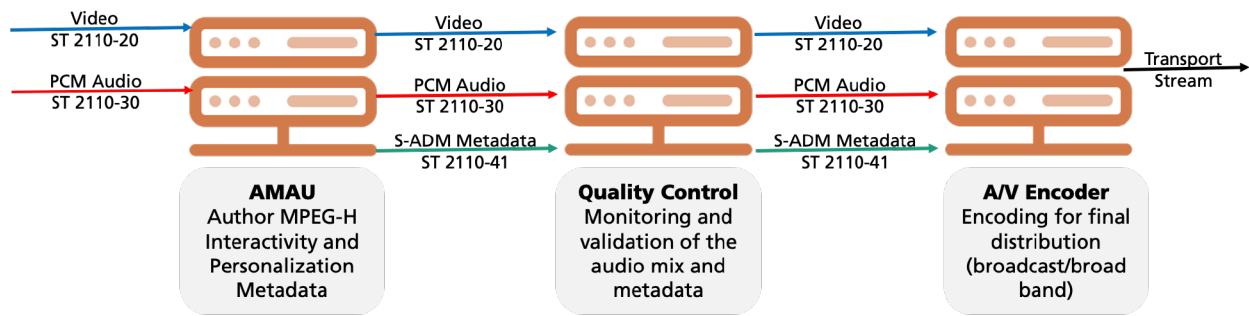 Video
ST 2110-20
PCM Audio
ST 2110-30
Video
ST 2110-20
PCM Audio
ST 2110-30
S-ADM Metadata
ST 2110-41
Video
ST 2110-20
PCM Audio
ST 2110-30
S-ADM Metadata
ST 2110-41
Transport
Stream
AMAU
Author MPEG-H
Interactivity and
Personalization
Metadata
Quality Control
Monitoring and
validation of the
audio mix and
metadata
A/V Encoder
Encoding for final
distribution
(broadcast/broad
band)